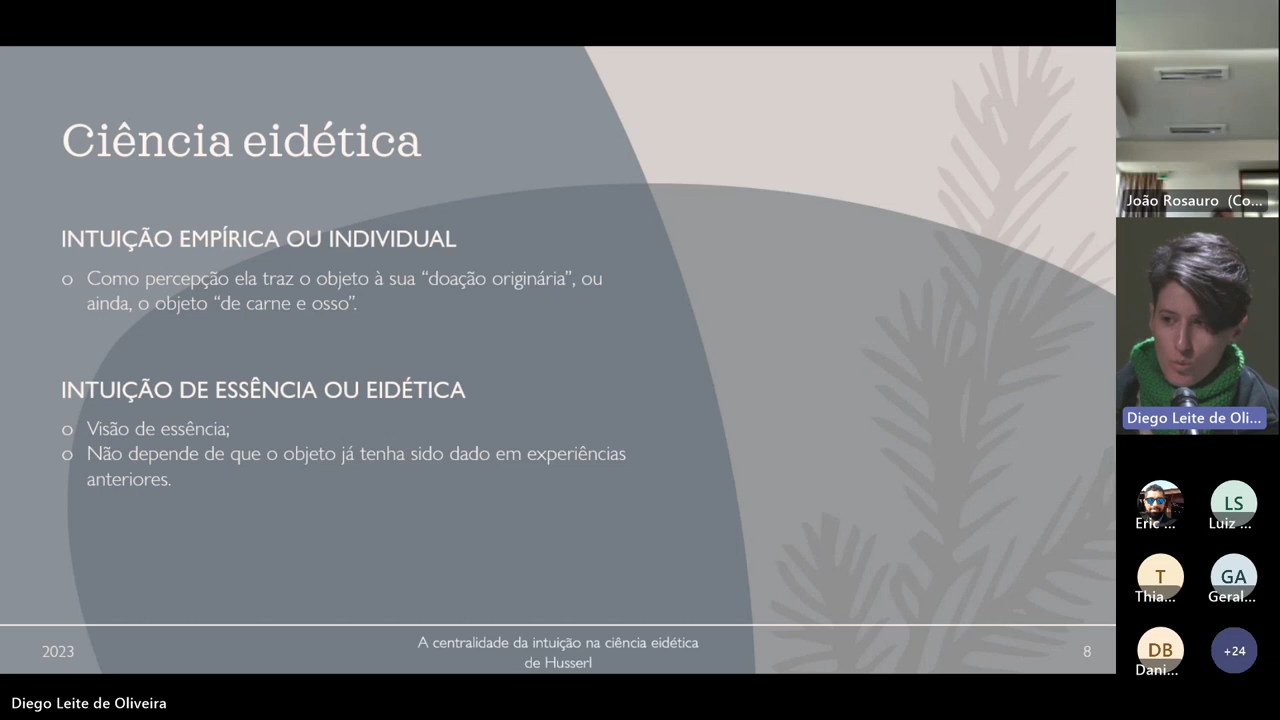 Ciência eidética
INTUIÇÃO EMPÍRICA OU INDIVIDUAL
o Como percepção ela traz o objeto à sua “doação originária”, ou
ainda, o objeto “de carne e osso”.
INTUIÇÃO DE ESSÊNCIA OU EIDÉTICA
o Visão de essência;
o Não depende de que o objeto já tenha sido dado em experiências
anteriores.
2023
A centralidade da intuição na ciência eidética
de Husserl
8
João Rosauro (Co...
Diego Leite de Oli...
Eric ...
LS
Luiz ...
T
Thia...
GA
Geral...
DB
Dani...
+24
Diego Leite de Oliveira